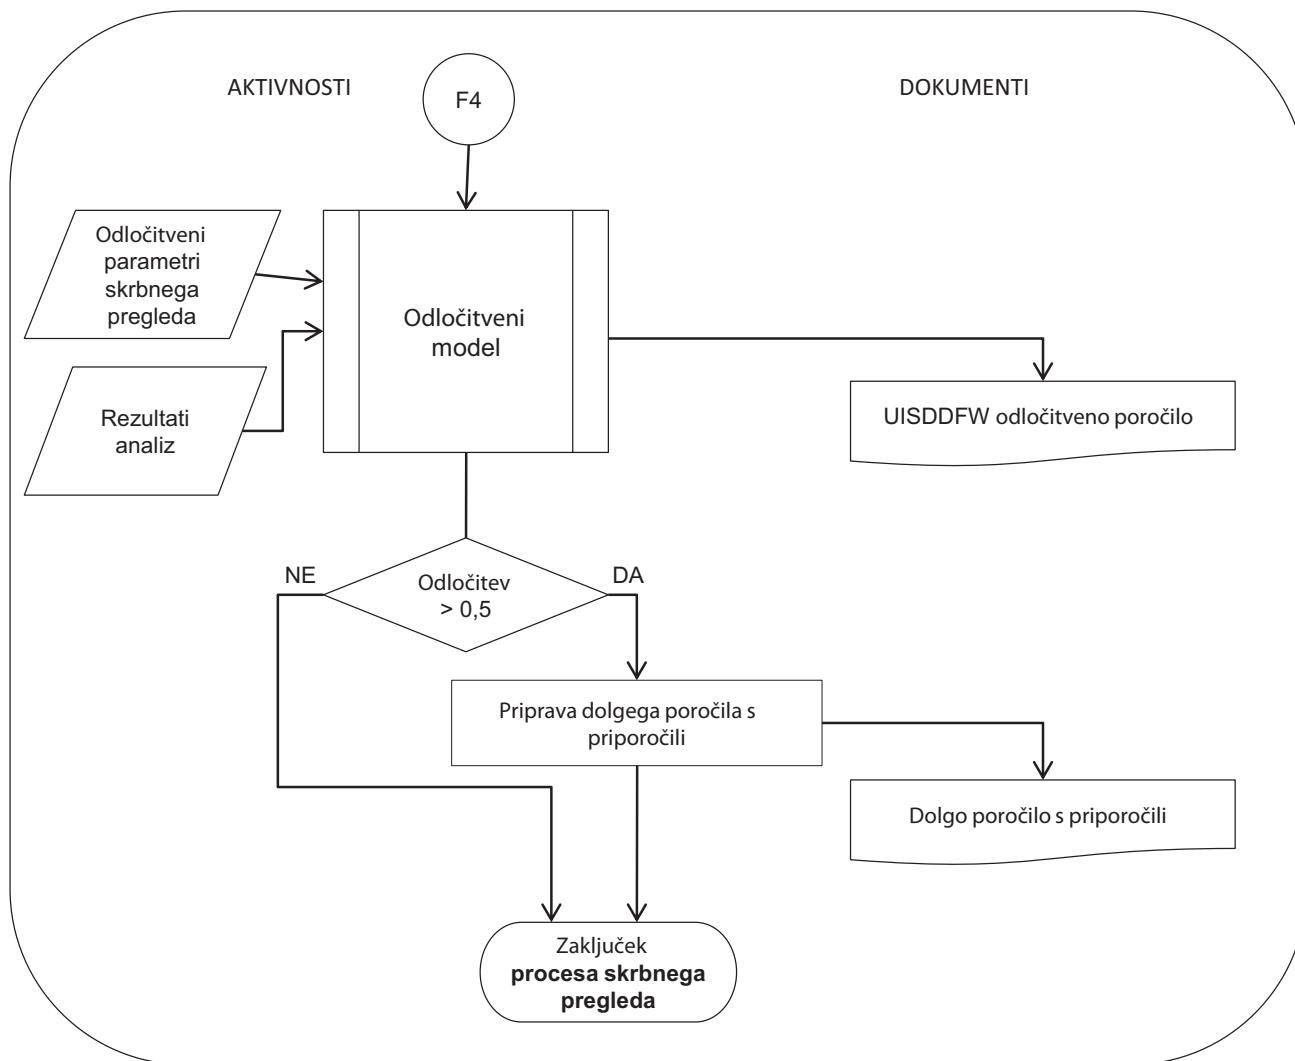 AKTIVNOSTI
DOKUMENTI
F4
Odločitveni
parametri
skrbnega
pregleda
Odločitveni
model
Rezultati
analiz
UISDDFW odločitveno poročilo
NE
DA
Odločitev
> 0,5
Priprava dolgega poročila s
priporočili
Dolgo poročilo s priporočili
Zaključek
procesa skrbnega
pregleda